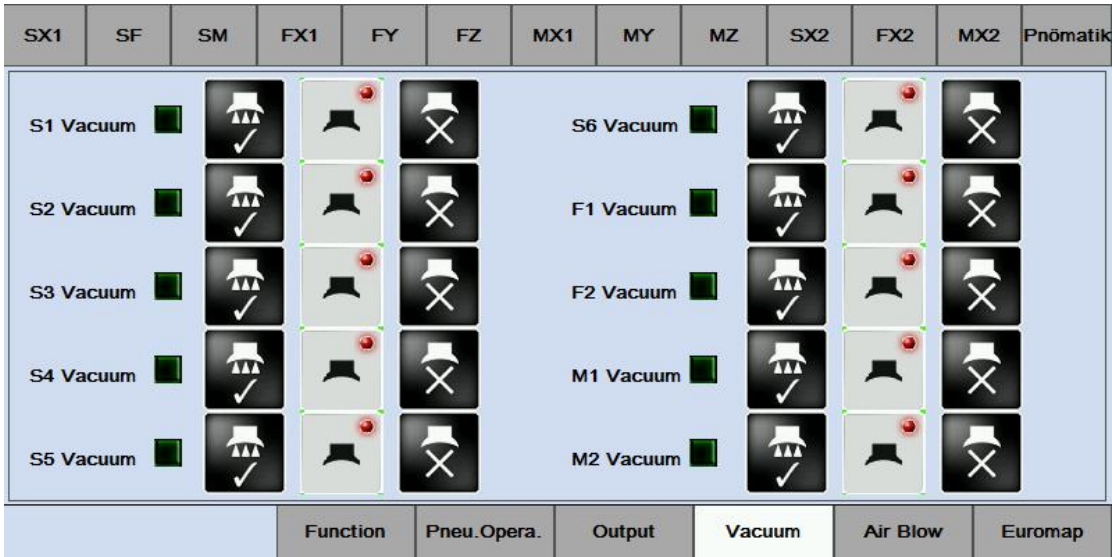 SX1 SF SM FX1 FY FZ MX1 MY MZ SX2 FX2 MX2 Pnömatik
S1 Vacuum S6 Vacuum
S2 Vacuum F1 Vacuum
S3 Vacuum F2 Vacuum
S4 Vacuum M1 Vacuum
S5 Vacuum M2 Vacuum
Function Pneu.Opera. Output Vacuum Air Blow Euromap